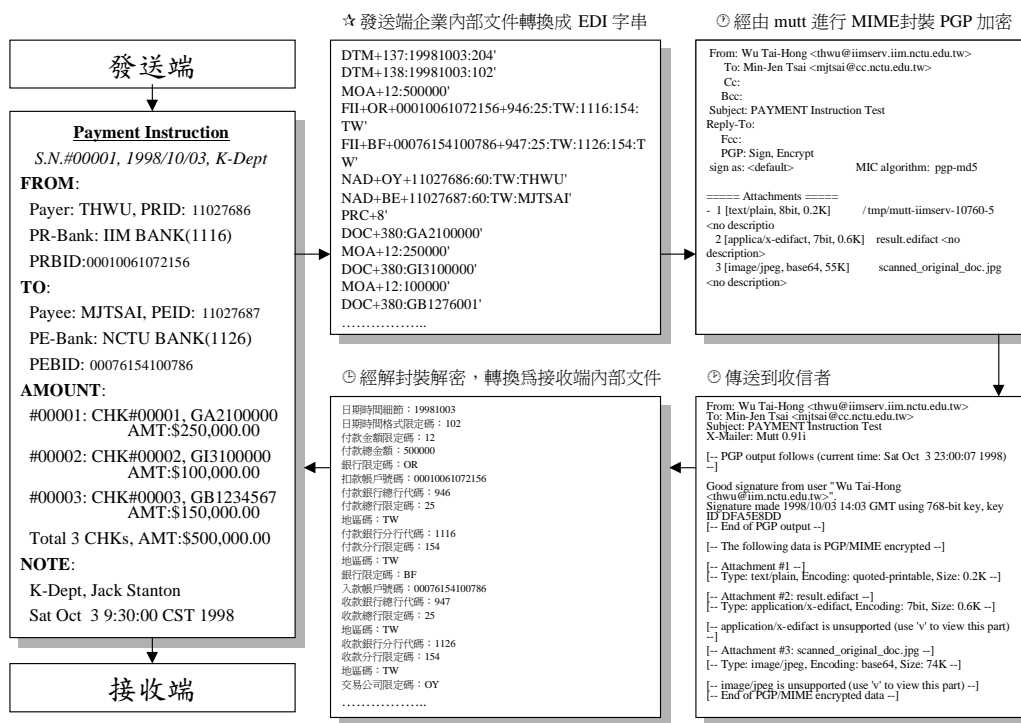 發送端
Payment Instruction
S.N.#00001, 1998/10/03, K-Dept
FROM:
Payer: THWU, PRID: 11027686
PR-Bank: IIM BANK(1116)
PRBID:00010061072156
TO:
Payee: MJTSAI, PEID: 11027687
PE-Bank: NCTU BANK(1126)
PEBID: 00076154100786
AMOUNT:
#00001: CHK#00001, GA2100000
AMT:$250,000.00
#00002: CHK#00002, GI3100000
AMT:$100,000.00
#00003: CHK#00003, GB1234567
AMT:$150,000.00
Total 3 CHKs, AMT:$500,000.00
NOTE:
K-Dept, Jack Stanton
Sat Oct 3 9:30:00 CST 1998
接收端
☆ 發送端企業內部文件轉換成 EDI 字串
DTM+137:19981003:204'
DTM+138:19981003:102'
MOA+12:500000'
FII+OR+00010061072156+946:25:TW:1116:154:
TW'
FII+BF+00076154100786+947:25:TW:1126:154:T
W'
NAD+OY+11027686:60:TW:THWU'
NAD+BE+11027687:60:TW:MJTSAI'
PRC+8'
DOC+380:GA2100000'
MOA+12:250000'
DOC+380:GI3100000'
MOA+12:100000'
DOC+380:GB1276001'
……………...
🕐 經由 mutt 進行 MIME封裝 PGP 加密
From: Wu Tai-Hong <thwu@iimserv.iim.nctu.edu.tw>
To: Min-Jen Tsai <mjtsai@cc.nctu.edu.tw>
Cc:
Bcc:
Subject: PAYMENT Instruction Test
Reply-To:
Fcc:
PGP: Sign, Encrypt
sign as: <default> MIC algorithm: pgp-md5
===== Attachments =====
- 1 [text/plain, 8bit, 0.2K] /tmp/mutt-iimserv-10760-5
<no descriptio
2 [applica/x-edifact, 7bit, 0.6K] result.edifact <no
description>
3 [image/jpeg, base64, 55K] scanned_original_doc.jpg
<no description>
🕑 傳送到收信者
From: Wu Tai-Hong <thwu@iimserv.iim.nctu.edu.tw>
To: Min-Jen Tsai <mjtsai@cc.nctu.edu.tw>
Subject: PAYMENT Instruction Test
X-Mailer: Mutt 0.91i
[-- PGP output follows (current time: Sat Oct 3 23:00:07 1998)
--]
Good signature from user "Wu Tai-Hong
<thwu@iim.nctu.edu.tw>".
Signature made 1998/10/03 14:03 GMT using 768-bit key, key
ID DFA5E8DD
[-- End of PGP output --]
[-- The following data is PGP/MIME encrypted --]
[-- Attachment #1 --]
[-- Type: text/plain, Encoding: quoted-printable, Size: 0.2K --]
[-- Attachment #2: result.edifact --]
[-- Type: application/x-edifact, Encoding: 7bit, Size: 0.6K --]
[-- application/x-edifact is unsupported (use 'v' to view this part)
--]
[-- Attachment #3: scanned_original_doc.jpg --]
[-- Type: image/jpeg, Encoding: base64, Size: 74K --]
[-- image/jpeg is unsupported (use 'v' to view this part) --]
[-- End of PGP/MIME encrypted data --]
🕒 經解封裝解密，轉換為接收端內部文件
日期時間細節：19981003
日期時間格式限定碼：102
付款金額限定碼：12
付款總金額：500000
銀行限定碼：OR
扣款帳戶號碼：00010061072156
付款銀行總行代碼：946
付款總行限定碼：25
地區碼：TW
付款銀行分行代碼：1116
付款分行限定碼：154
地區碼：TW
銀行限定碼：BF
入款帳戶號碼：00076154100786
收款銀行總行代碼：947
收款總行限定碼：25
地區碼：TW
收款銀行分行代碼：1126
收款分行限定碼：154
地區碼：TW
交易公司限定碼：OY
……………...